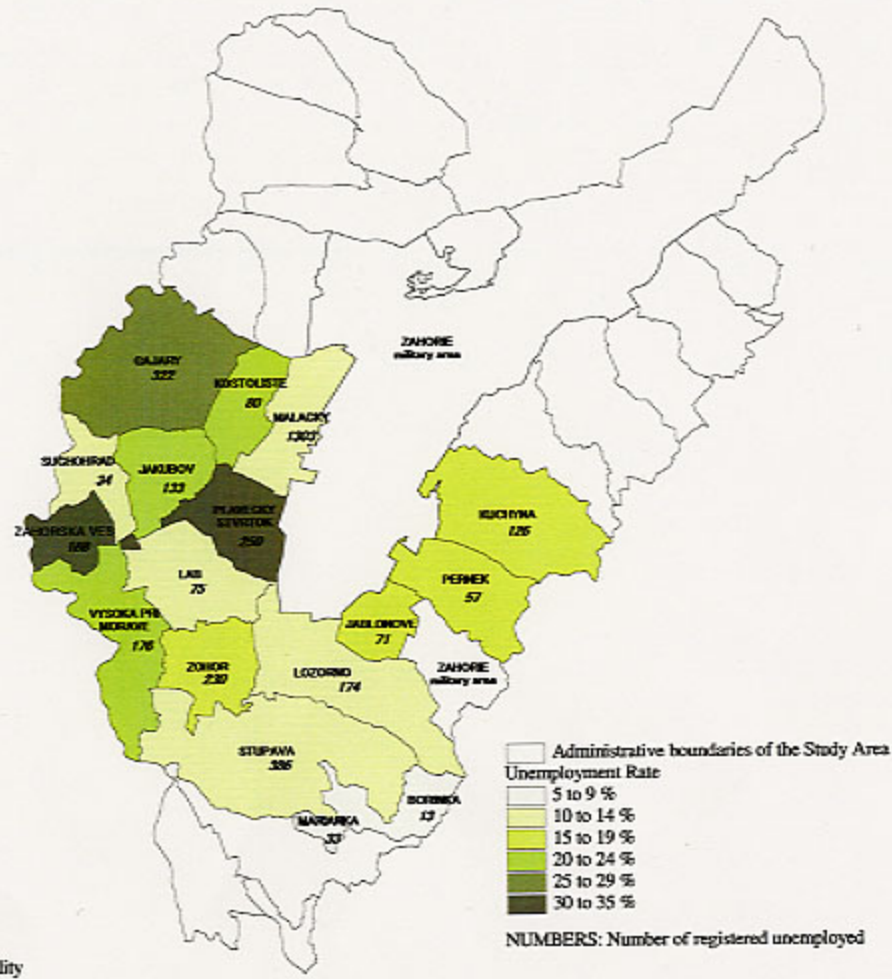 ZAHORIE
military area
GAJARY
322
KOSTOLISTE
80
MALACKY
1303
SUCHOHRAD
34
JAKUBOV
133
PLAVECKY
STVRTOK
250
ZAHORSKA VES
KUCHYNA
126
LAB
75
PERNEK
57
VYSOKA PRI
MORAVE
176
JABLONOVE
71
ZOHOR
230
LOZORNO
174
ZAHORIE
military area
STUPAVA
386
BORINKA
13
MARIANKA
33
Administrative boundaries of the Study Area
Unemployment Rate
5 to 9 %
10 to 14 %
15 to 19 %
20 to 24 %
25 to 29 %
30 to 35 %
NUMBERS: Number of registered unemployed
lity